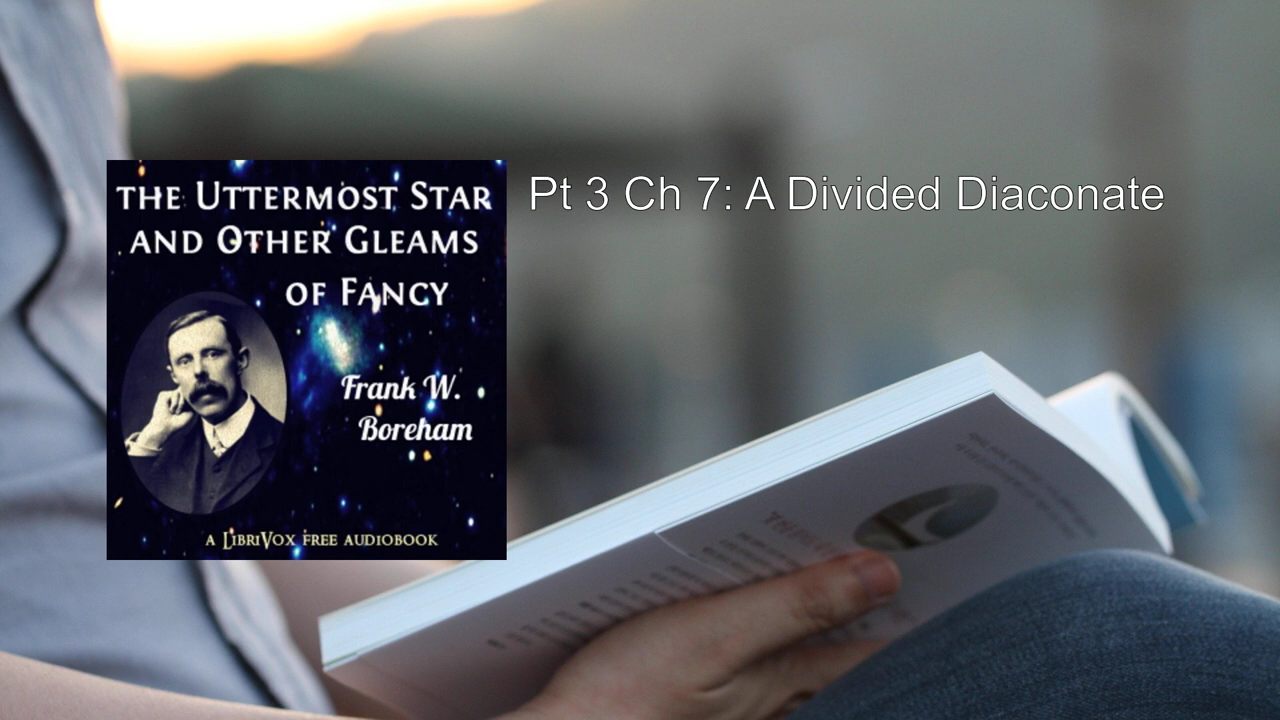 THE UTTERMOST STAR
AND OTHER GLEAMS
OF FANCY
Frank W.
Boreham
A LIBRIVOX FREE AUDIOBOOK
Pt 3 Ch 7: A Divided Diaconate